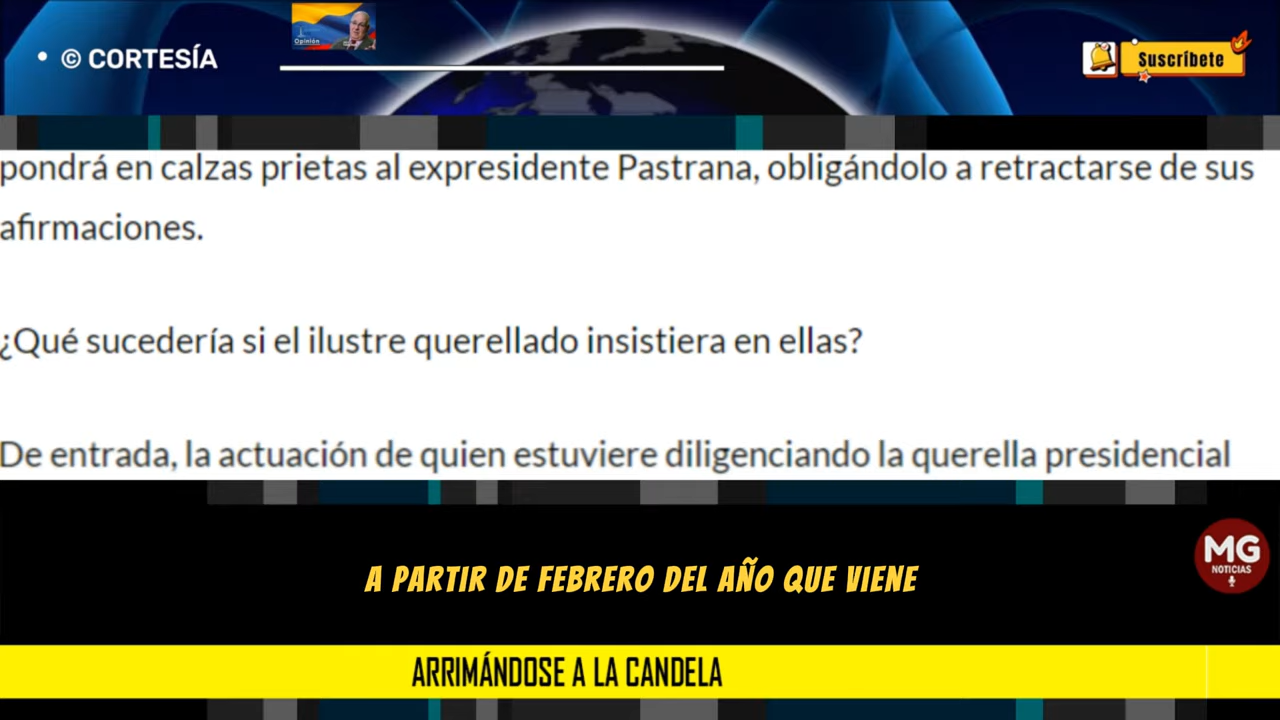 • © CORTESÍA
Opinión
Suscríbete
pondrá en calzas prietas al expresidente Pastrana, obligándolo a retractarse de sus
afirmaciones.
¿Qué sucedería si el ilustre querellado insistiera en ellas?
De entrada, la actuación de quien estuviere diligenciando la querella presidencial
MG
NOTICIAS
A PARTIR DE FEBRERO DEL AÑO QUE VIENE
ARRIMÁNDOSE A LA CANDELA